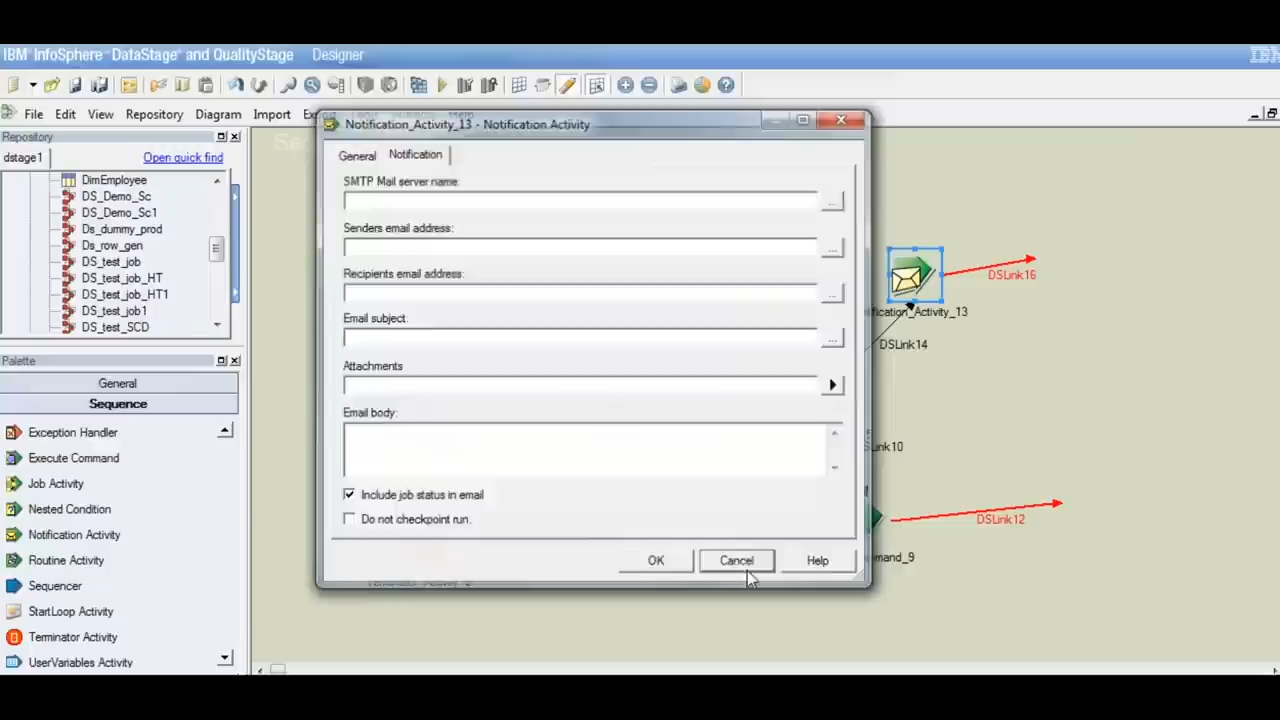 IBM InfoSphere DataStage and QualityStage Designer
File Edit View Repository Diagram Import
Repository
dstage1
Open quick find
DimEmployee
DS_Demo_Sc
DS_Demo_Sc1
Ds_dummy_prod
Ds_row_gen
DS_test_job
DS_test_job_HT
DS_test_job_HT1
DS_test_job1
DS_test_SCD
Palette
General
Sequence
Exception Handler
Execute Command
Job Activity
Nested Condition
Notification Activity
Routine Activity
Sequencer
StartLoop Activity
Terminator Activity
UserVariables Activity
Notification_Activity_13 - Notification Activity
General Notification
SMTP Mail server name:
...
Senders email address:
...
Recipients email address:
...
Email subject:
...
Attachments
Email body:
Include job status in email
Do not checkpoint run.
OK Cancel Help
DSLink16
ification_Activity_13
DSLink14
ink10
DSLink12
mand_9